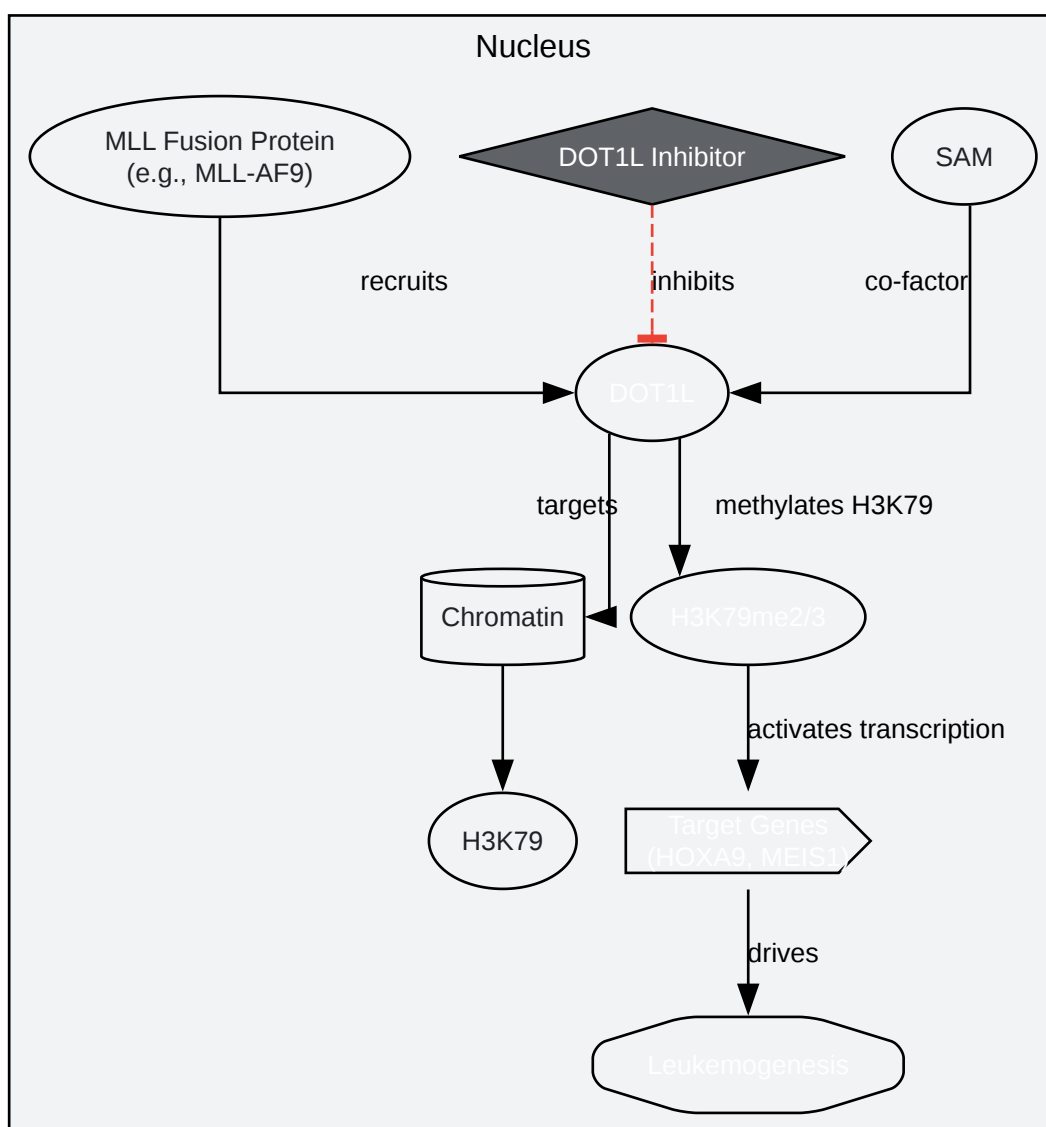 Nucleus
MLL Fusion Protein
(e.g., MLL-AF9)
DOT1L Inhibitor
SAM
recruits
inhibits
co-factor
DOT1L
targets
methylates H3K79
Chromatin
H3K79me2/3
activates transcription
H3K79
Target Genes
(HOXA9, MEIS1)
drives
Leukemogenesis